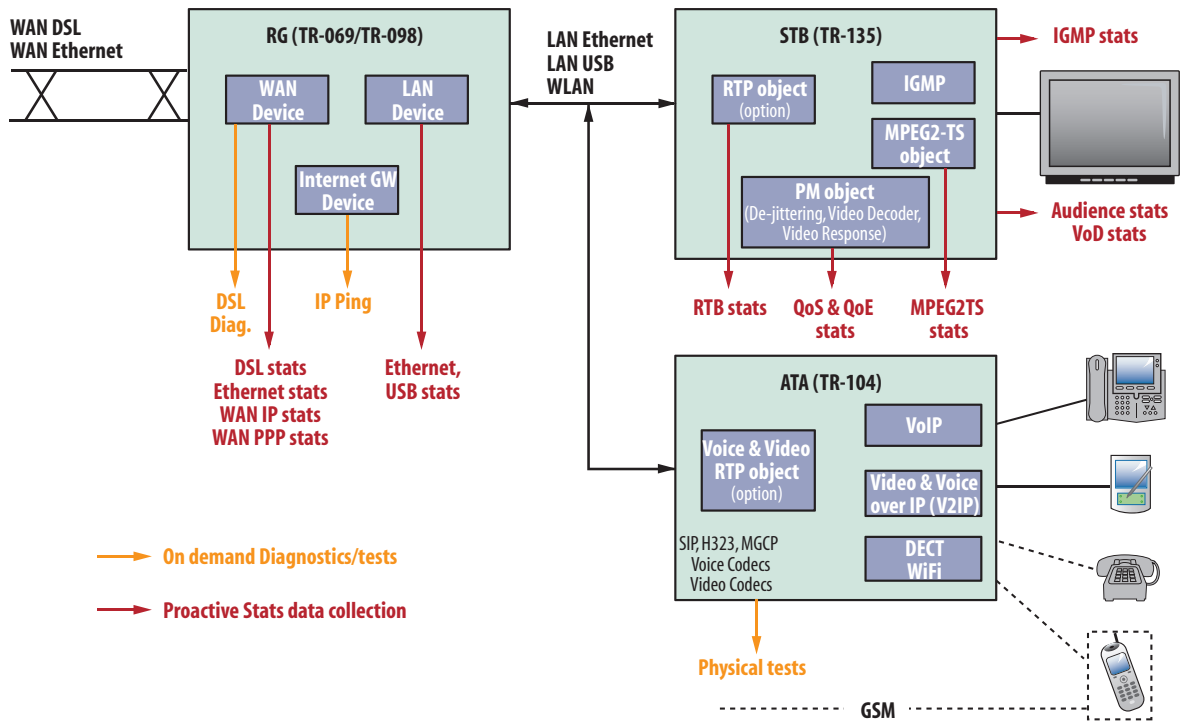 WAN DSL
WAN Ethernet
RG (TR-069/TR-098)
WAN
Device
LAN
Device
Internet GW
Device
DSL
Diag.
IP Ping
DSL stats
Ethernet stats
WAN IP stats
WAN PPP stats
Ethernet,
USB stats
LAN Ethernet
LAN USB
WLAN
STB (TR-135)
RTP object
(option)
IGMP
MPEG2-TS
object
PM object
(De-jittering, Video Decoder,
Video Response)
IGMP stats
Audience stats
VoD stats
RTB stats
QoS & QoE
stats
MPEG2TS
stats
ATA (TR-104)
Voice & Video
RTP object
(option)
VoIP
Video & Voice
over IP (V2IP)
DECT
WiFi
SIP, H323, MGCP
Voice Codecs
Video Codecs
Physical tests
GSM
On demand Diagnostics/tests
Proactive Stats data collection